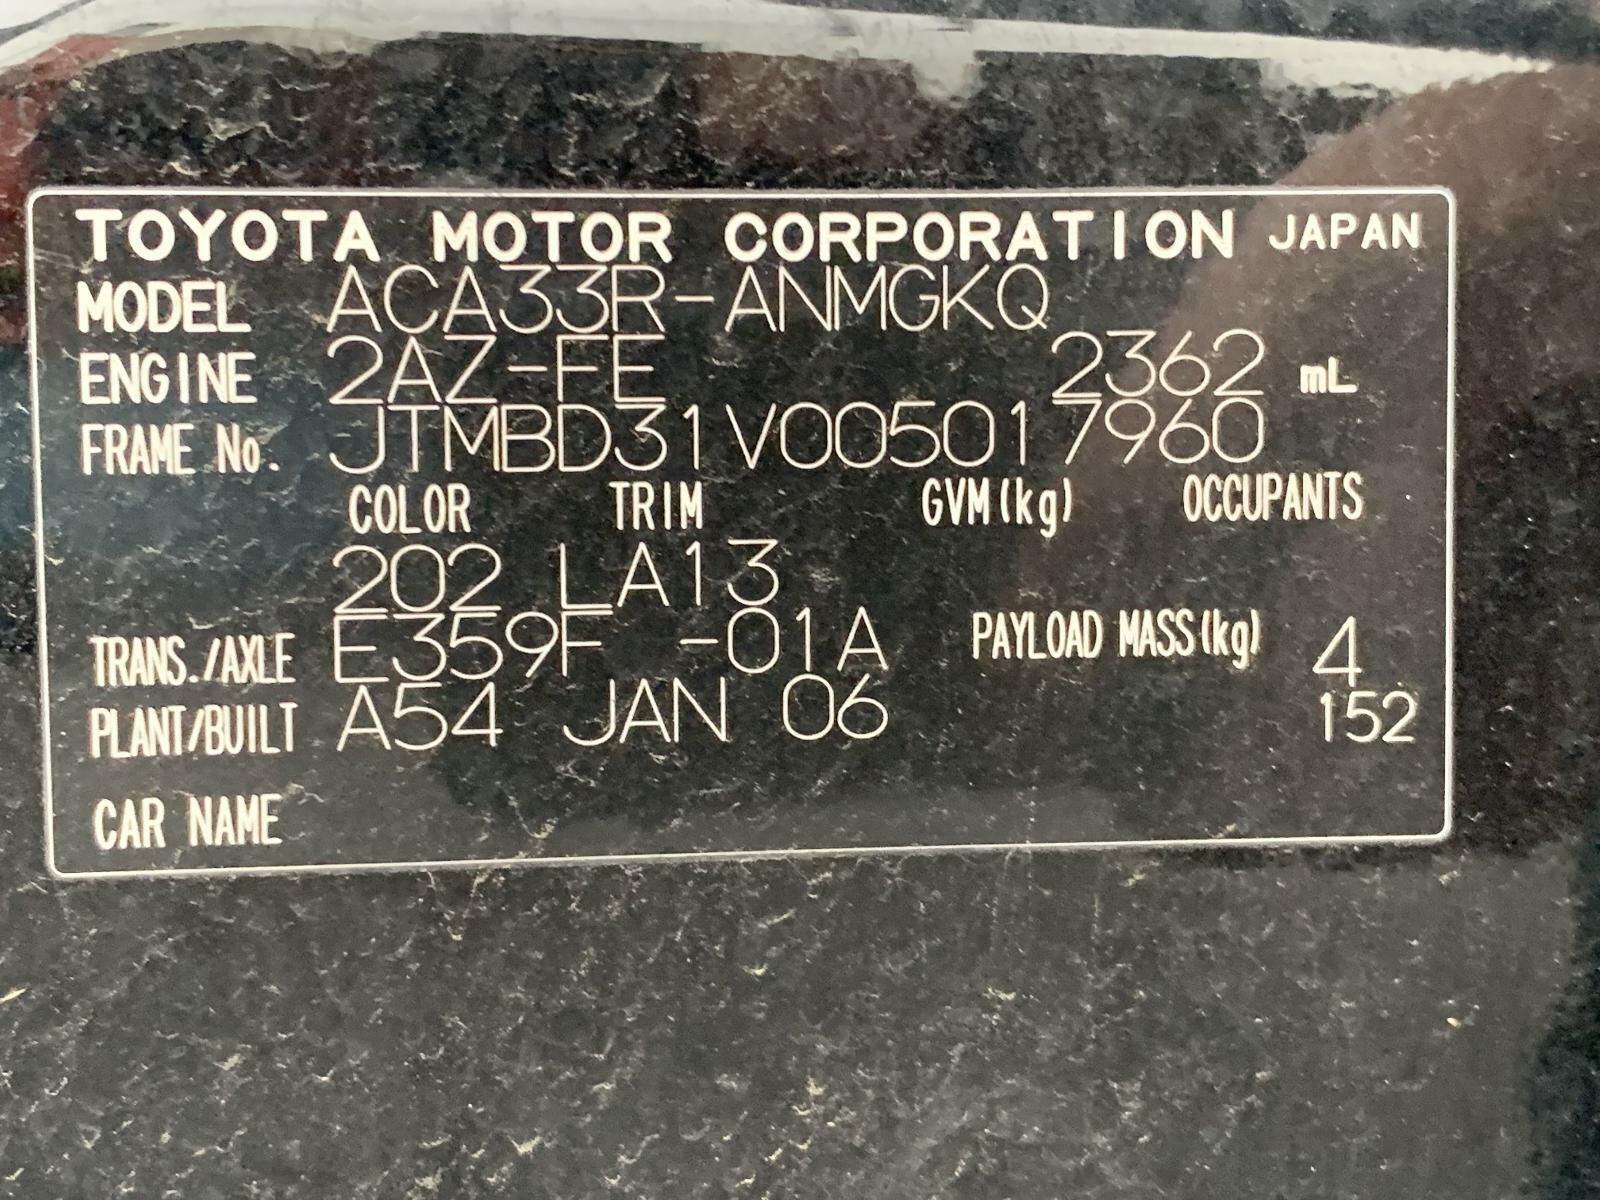 TOYOTA MOTOR CORPORATION JAPAN
MODEL ACA33R-ANMGKQ
ENGINE 2AZ-FE 2362 mL
FRAME No. JTMBD31V005017960
COLOR TRIM GVM(kg) OCCUPANTS
202 LA13
TRANS./AXLE E359F -01A PAYLOAD MASS(kg) 4
PLANT/BUILT A54 JAN 06 152
CAR NAME